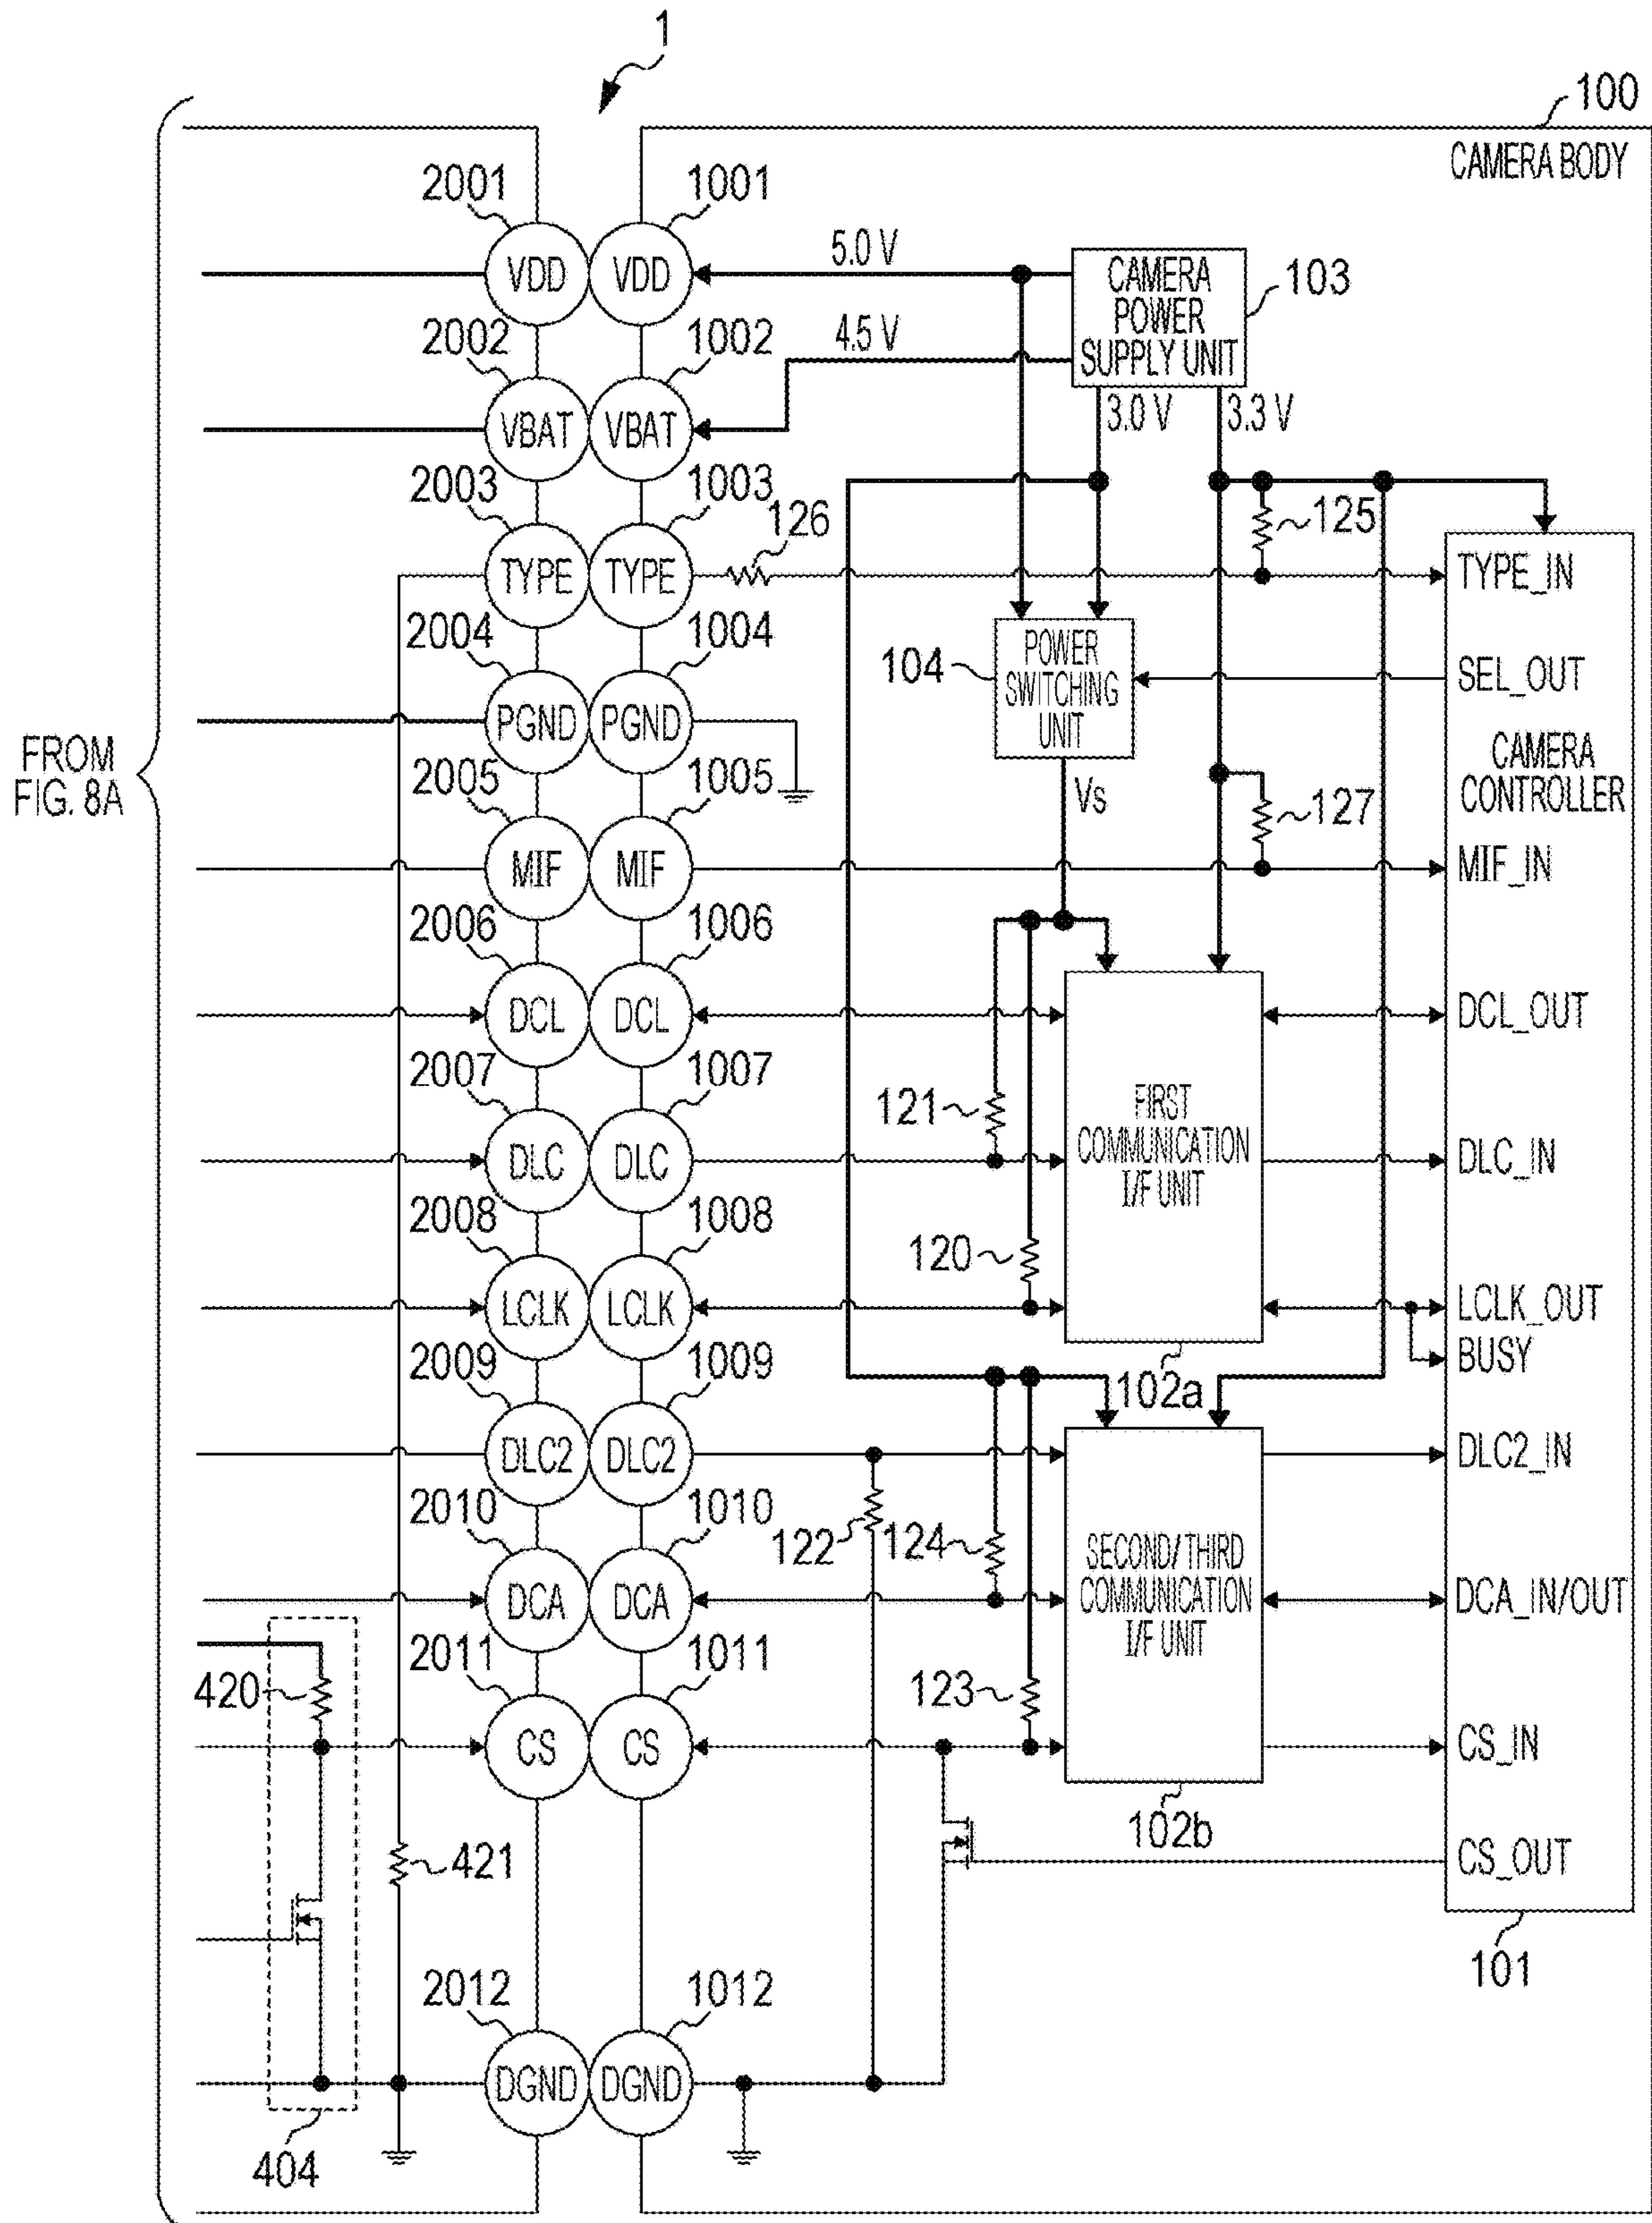 1
100
CAMERA BODY
2001
1001
VDD
VDD
5.0 V
CAMERA
POWER
SUPPLY UNIT
103
2002
1002
4.5 V
VBAT
VBAT
3.0 V
3.3 V
2003
1003
126
125
TYPE
TYPE
TYPE_IN
2004
1004
104
POWER
SWITCHING
UNIT
SEL_OUT
PGND
PGND
FROM
FIG. 8A
CAMERA
CONTROLLER
2005
1005
Vs
127
MIF
MIF
MIF_IN
2006
1006
DCL
DCL
DCL_OUT
2007
1007
121
FIRST
COMMUNICATION
I/F UNIT
DLC
DLC
DLC_IN
2008
1008
120
LCLK
LCLK
LCLK_OUT
BUSY
2009
1009
102a
DLC2
DLC2
DLC2_IN
2010
1010
122
124
SECOND/THIRD
COMMUNICATION
I/F UNIT
DCA
DCA
DCA_IN/OUT
2011
1011
420
123
CS
CS
CS_IN
102b
421
CS_OUT
101
2012
1012
DGND
DGND
404